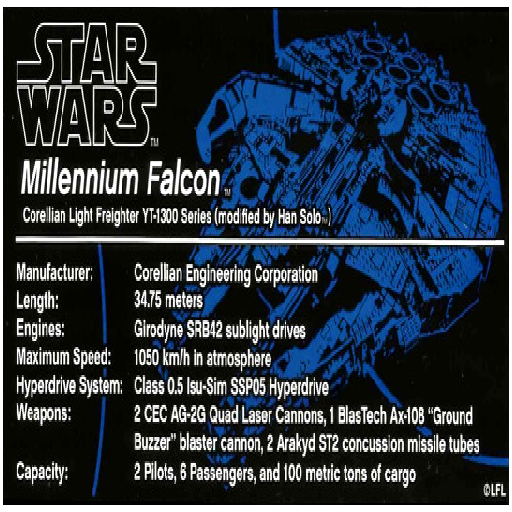 STAR
WARS™
Millennium Falcon™
Corellian Light Freighter YT-1300 Series (modified by Han Solo™)
Manufacturer: Corellian Engineering Corporation
Length: 34.75 meters
Engines: Girodyne SRB42 sublight drives
Maximum Speed: 1050 km/h in atmosphere
Hyperdrive System: Class 0.5 Isu-Sim SSP05 Hyperdrive
Weapons: 2 CEC AG-2G Quad Laser Cannons, 1 BlasTech Ax-108 “Ground
Buzzer” blaster cannon, 2 Arakyd ST2 concussion missile tubes
Capacity: 2 Pilots, 6 Passengers, and 100 metric tons of cargo
©LFL